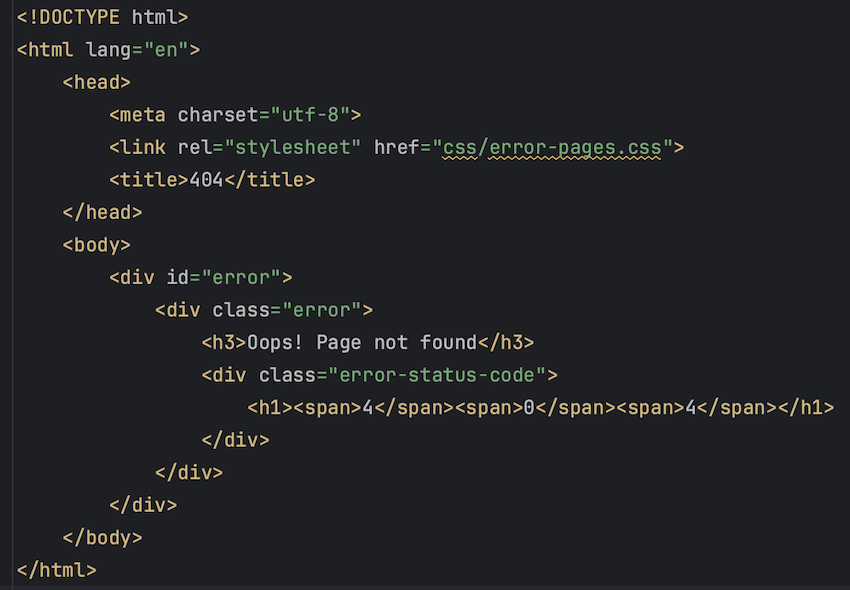 <!DOCTYPE html>
<html lang="en">
    <head>
        <meta charset="utf-8">
        <link rel="stylesheet" href="css/error-pages.css">
        <title>404</title>
    </head>
    <body>
        <div id="error">
            <div class="error">
                <h3>Oops! Page not found</h3>
                <div class="error-status-code">
                    <h1><span>4</span><span>0</span><span>4</span></h1>
                </div>
            </div>
        </div>
    </body>
</html>